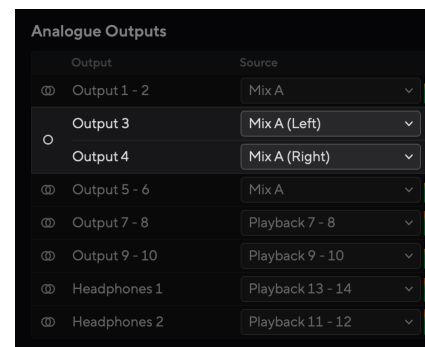 Analogue Outputs
Output Source
Output 1 - 2 Mix A
Output 3 Mix A (Left)
Output 4 Mix A (Right)
Output 5 - 6 Mix A
Output 7 - 8 Playback 7 - 8
Output 9 - 10 Playback 9 - 10
Headphones 1 Playback 13 - 14
Headphones 2 Playback 11 - 12